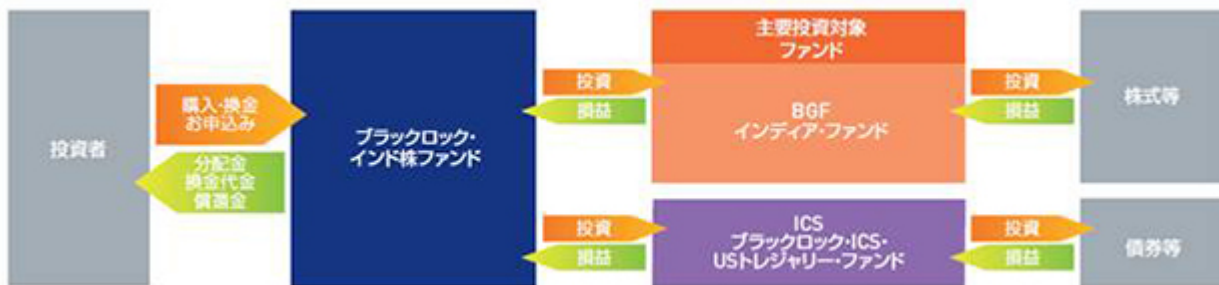 投資者
購入・換金
お申込み
分配金
換金代金
償還金
ブラックロック・
インド株ファンド
投資
損益
主要投資対象
ファンド
BGF
インディア・ファンド
投資
損益
株式等
投資
損益
ICS
ブラックロック・ICS・
USトレジャリー・ファンド
投資
損益
債券等